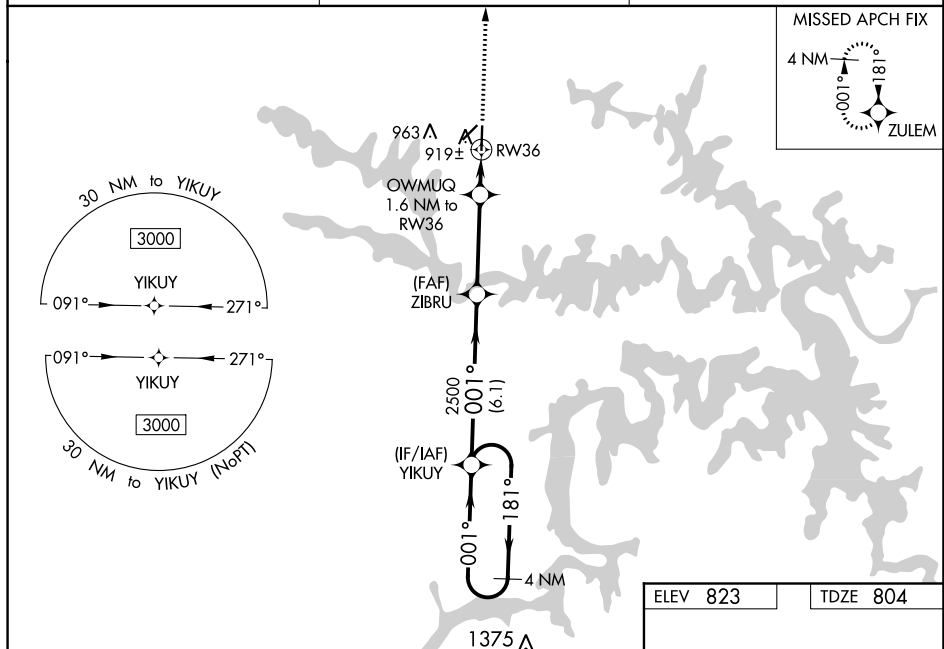 MISSED APCH FIX
4 NM
001°
181°
ZULEM
963
919±
RW36
OWMUQ
1.6 NM to
RW36
30 NM to YIKUY
3000
YIKUY
091°
271°
(FAF)
ZIBRU
091°
271°
YIKUY
3000
30 NM to YIKUY (NoPT)
2500
001°
(6.1)
(IF/IAF)
YIKUY
001°
181°
4 NM
1375
ELEV 823
TDZE 804